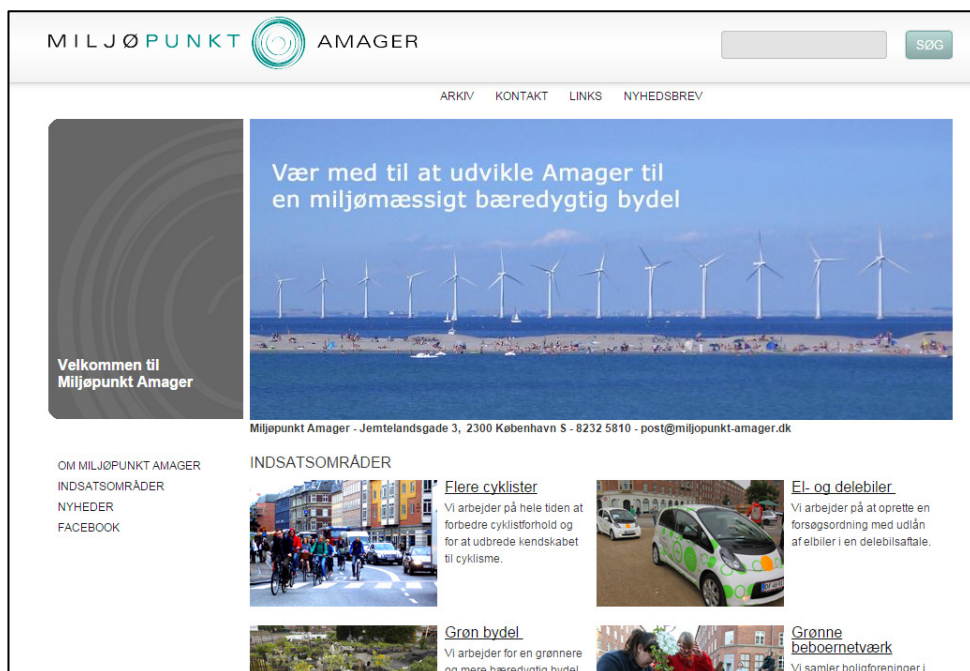 MILJØPUNKT AMAGER
SØG
ARKIV KONTAKT LINKS NYHEDSBREV
Vær med til at udvikle Amager til
en miljømæssigt bæredygtig bydel
Velkommen til
Miljøpunkt Amager
Miljøpunkt Amager - Jemtelandsgade 3, 2300 København S - 8232 5810 - post@miljopunkt-amager.dk
OM MILJØPUNKT AMAGER
INDSATSOMRÅDER
NYHEDER
FACEBOOK
INDSATSOMRÅDER
Flere cyklister
Vi arbejder på hele tiden at
forbedre cyklistforhold og
for at udbrede kendskabet
til cyklisme.
El- og delebiler
Vi arbejder på at oprette en
forsøgsordning med udlån
af elbiler i en delebilsaftale.
Grøn bydel
Vi arbejder for en grønnere
og mere bæredygtig bydel
Grønne
beboernetværk
Vi samler boligforeninger i